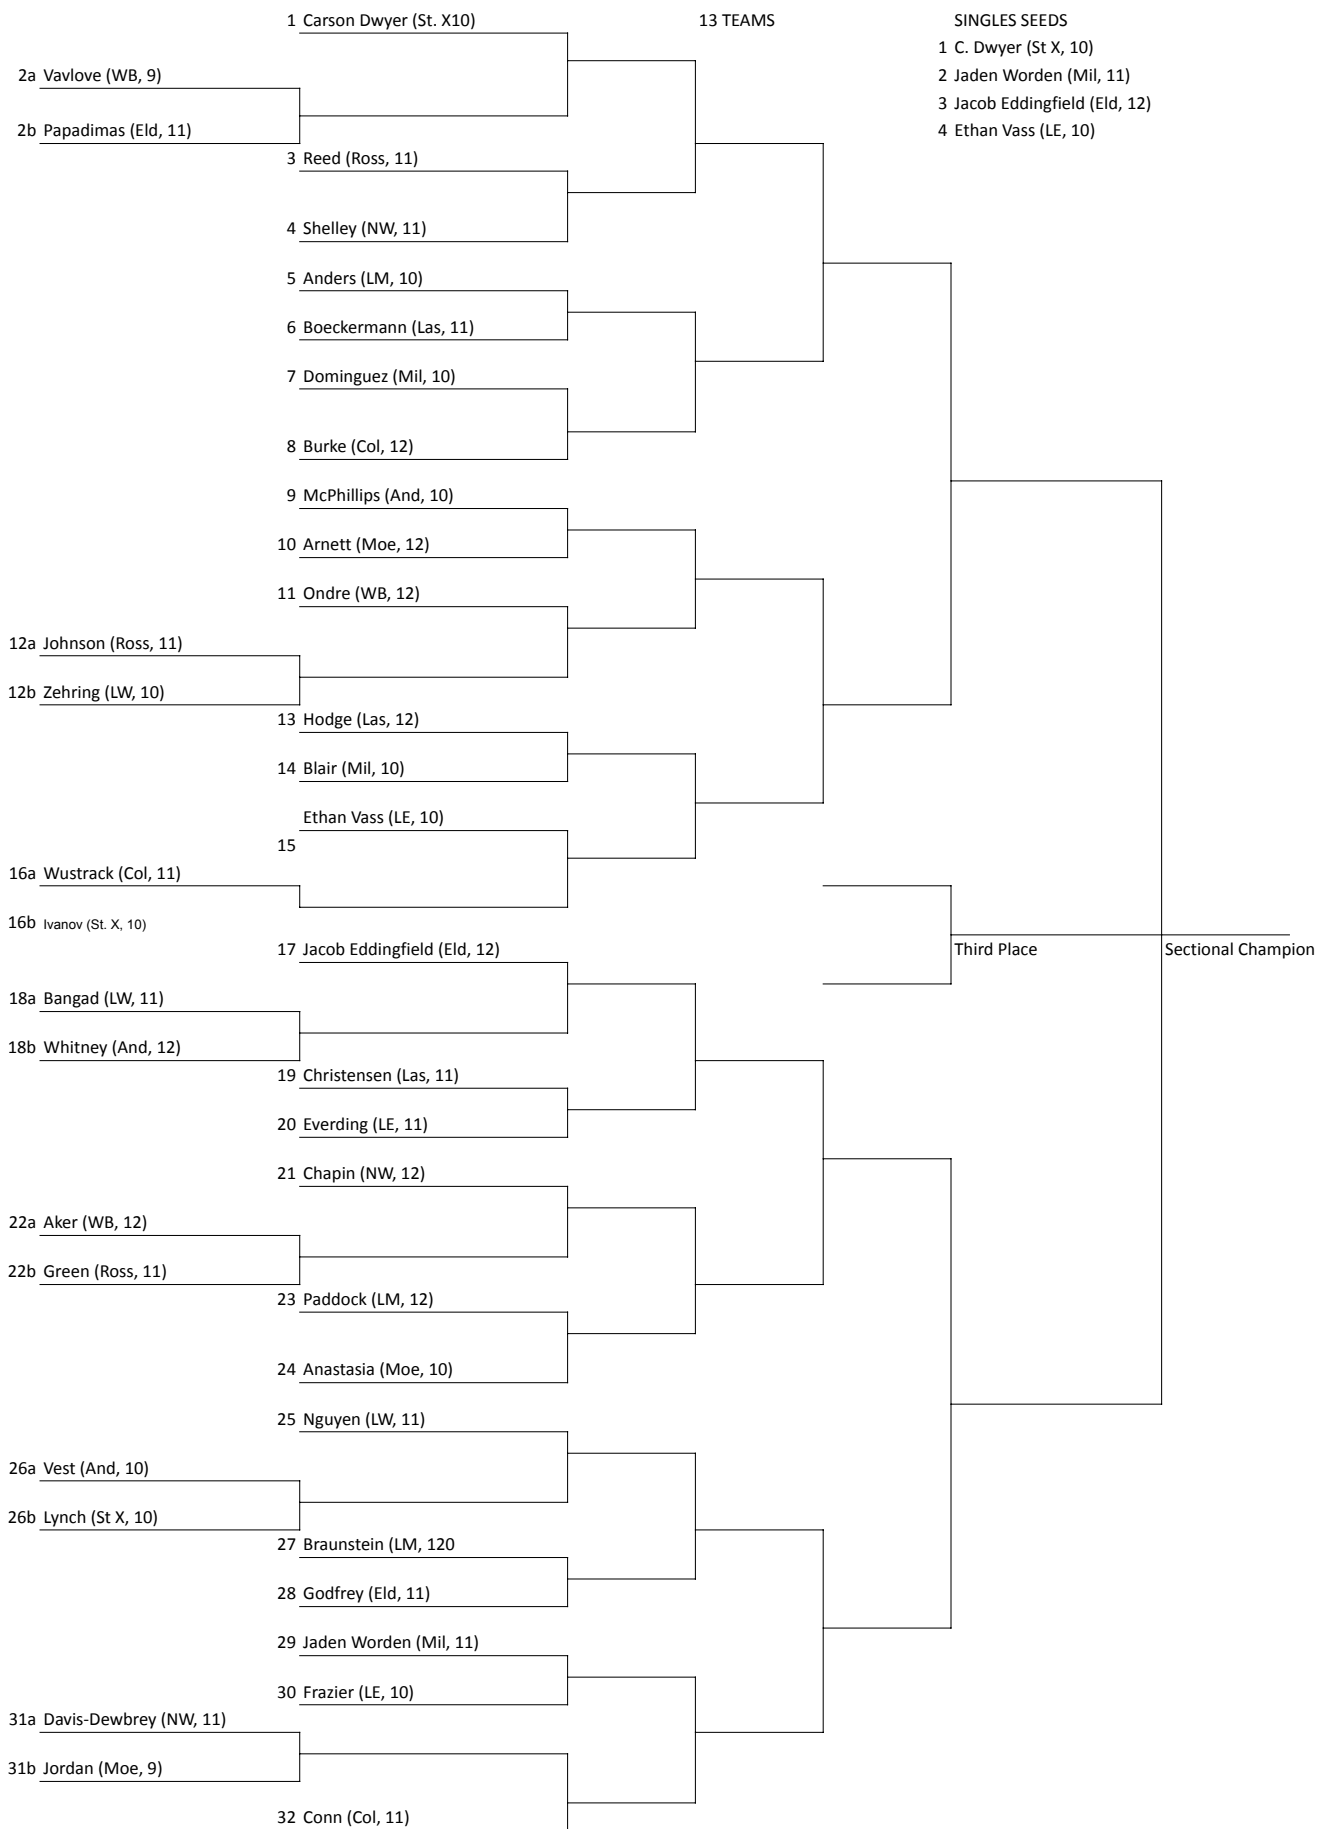 1 Carson Dwyer (St. X10)
13 TEAMS
SINGLES SEEDS
1 C. Dwyer (St X, 10)
2a Vavlove (WB, 9)
2 Jaden Worden (Mil, 11)
3 Jacob Eddingfield (Eld, 12)
2b Papadimas (Eld, 11)
4 Ethan Vass (LE, 10)
3 Reed (Ross, 11)
4 Shelley (NW, 11)
5 Anders (LM, 10)
6 Boeckermann (Las, 11)
7 Dominguez (Mil, 10)
8 Burke (Col, 12)
9 McPhillips (And, 10)
10 Arnett (Moe, 12)
11 Ondre (WB, 12)
12a Johnson (Ross, 11)
12b Zehring (LW, 10)
13 Hodge (Las, 12)
14 Blair (Mil, 10)
Ethan Vass (LE, 10)
15
16a Wustrack (Col, 11)
16b Ivanov (St. X, 10)
17 Jacob Eddingfield (Eld, 12)
Third Place
Sectional Champion
18a Bangad (LW, 11)
18b Whitney (And, 12)
19 Christensen (Las, 11)
20 Everding (LE, 11)
21 Chapin (NW, 12)
22a Aker (WB, 12)
22b Green (Ross, 11)
23 Paddock (LM, 12)
24 Anastasia (Moe, 10)
25 Nguyen (LW, 11)
26a Vest (And, 10)
26b Lynch (St X, 10)
27 Braunstein (LM, 120
28 Godfrey (Eld, 11)
29 Jaden Worden (Mil, 11)
30 Frazier (LE, 10)
31a Davis-Dewbrey (NW, 11)
31b Jordan (Moe, 9)
32 Conn (Col, 11)